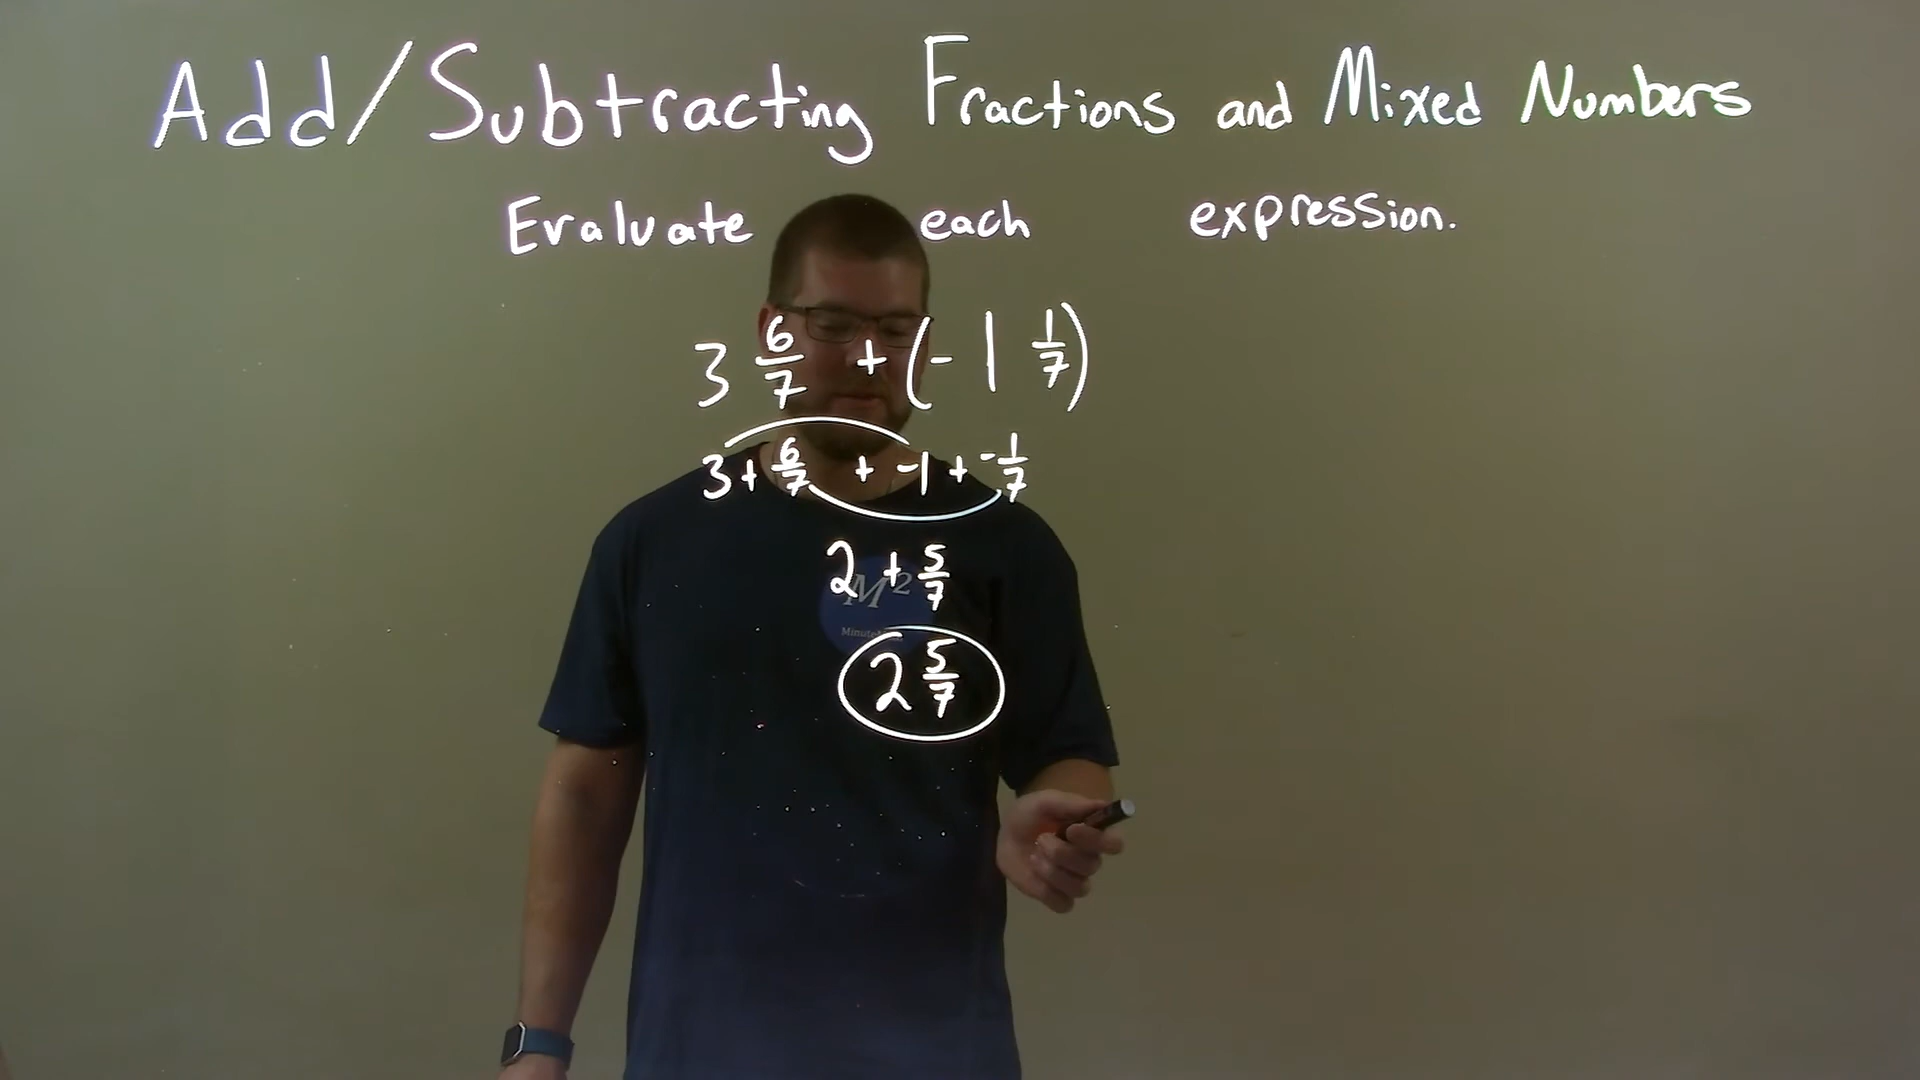 Add/Subtracting Fractions and Mixed Numbers
Evaluate each expression.
3 6/7 + (-1 1/7)
3 + 6/7 + -1 + -1/7
2 + 5/7
M²
2 5/7